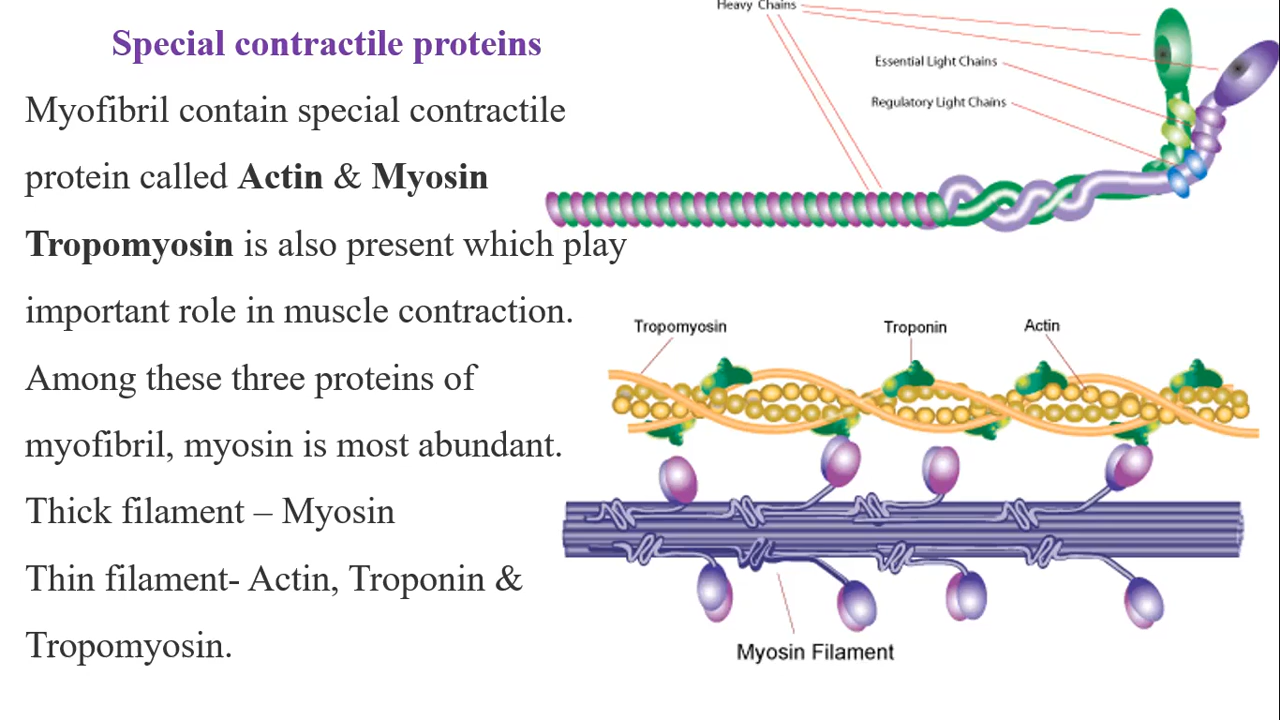 Special contractile proteins
Myofibril contain special contractile
protein called Actin & Myosin
Tropomyosin is also present which play
important role in muscle contraction.
Among these three proteins of
myofibril, myosin is most abundant.
Thick filament – Myosin
Thin filament- Actin, Troponin &
Tropomyosin.
Heavy Chains
Essential Light Chains
Regulatory Light Chains
Tropomyosin
Troponin
Actin
Myosin Filament